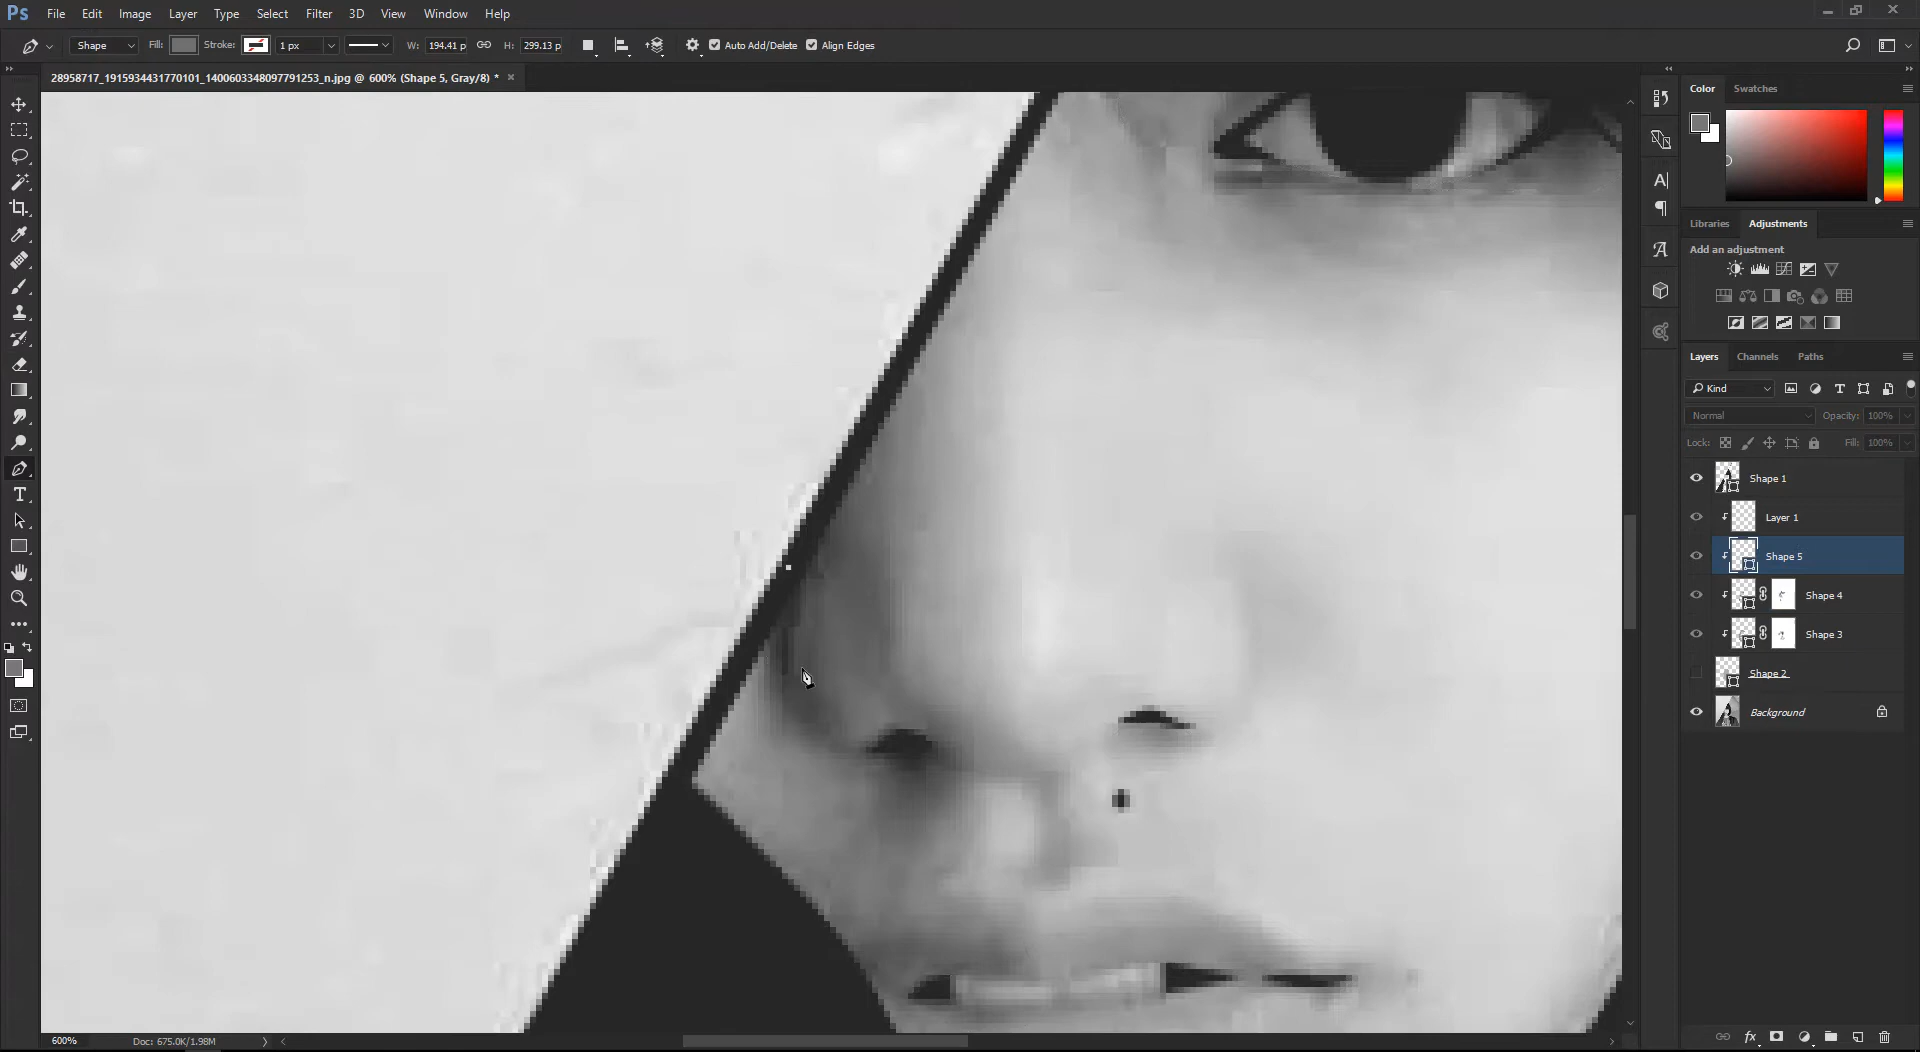 Ps File Edit Image Layer Type Select Filter 3D View Window Help
Shape Fill: Stroke: 1 px W: 194.41 p H: 299.13 p Auto Add/Delete Align Edges
28958717_1915934431770101_1400603348097791253_n.jpg @ 600% (Shape 5, Gray/8) * ×
Color Swatches
Libraries Adjustments
Add an adjustment
Layers Channels Paths
Kind
Normal Opacity: 100%
Lock: Fill: 100%
Shape 1
Layer 1
Shape 5
Shape 4
Shape 3
Shape 2
Background
600% Doc: 675.0K/1.98M